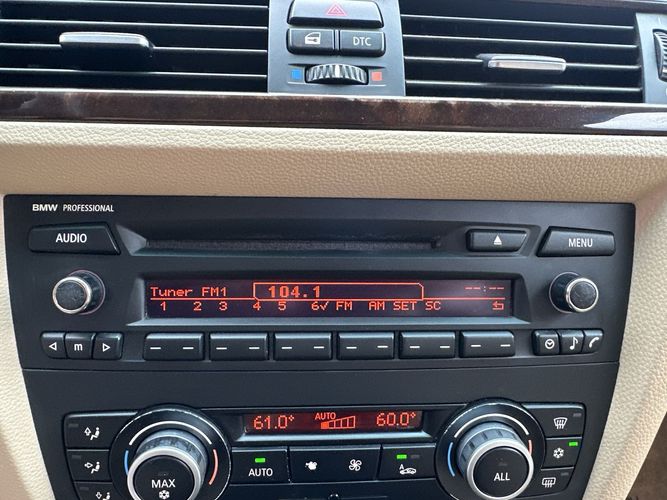 DTC
BMW PROFESSIONAL
AUDIO
MENU
Tuner FM1 104.1 --:--
1 2 3 4 5 6✓ FM AM SET SC
m
61.0° AUTO 60.0°
MAX
AUTO
ALL